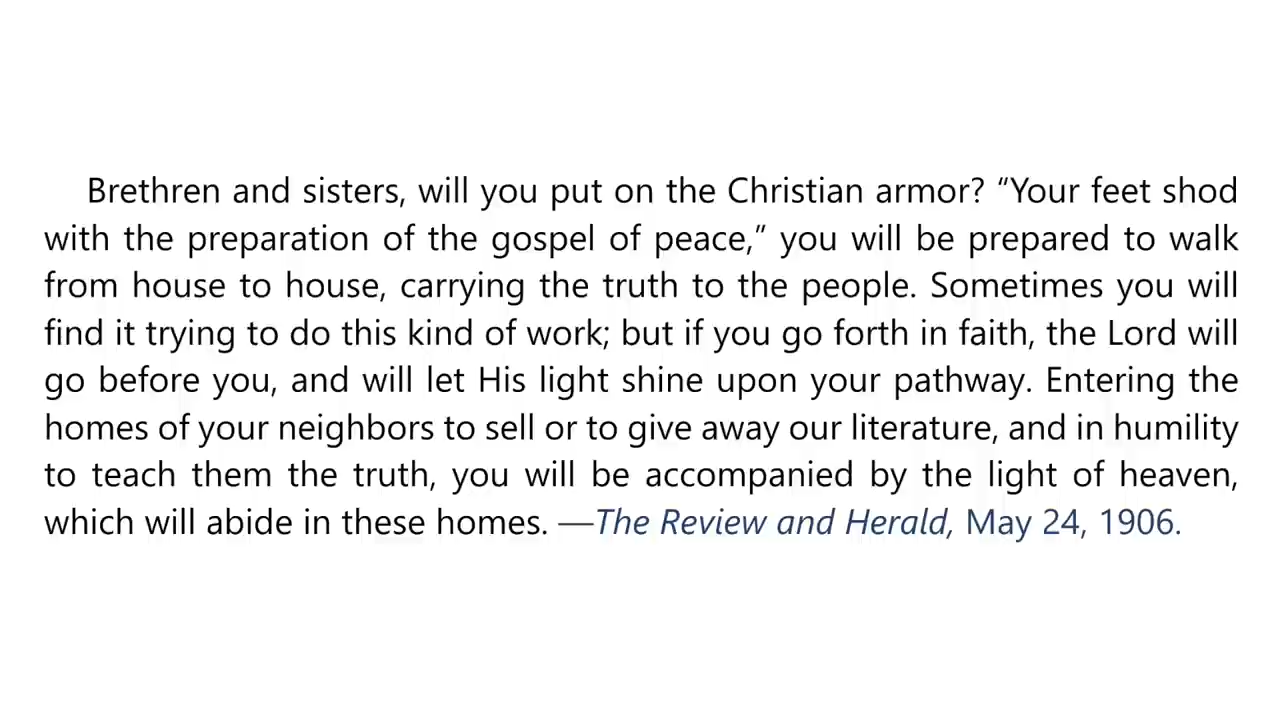 Brethren and sisters, will you put on the Christian armor? “Your feet shod
with the preparation of the gospel of peace,” you will be prepared to walk
from house to house, carrying the truth to the people. Sometimes you will
find it trying to do this kind of work; but if you go forth in faith, the Lord will
go before you, and will let His light shine upon your pathway. Entering the
homes of your neighbors to sell or to give away our literature, and in humility
to teach them the truth, you will be accompanied by the light of heaven,
which will abide in these homes. —The Review and Herald, May 24, 1906.